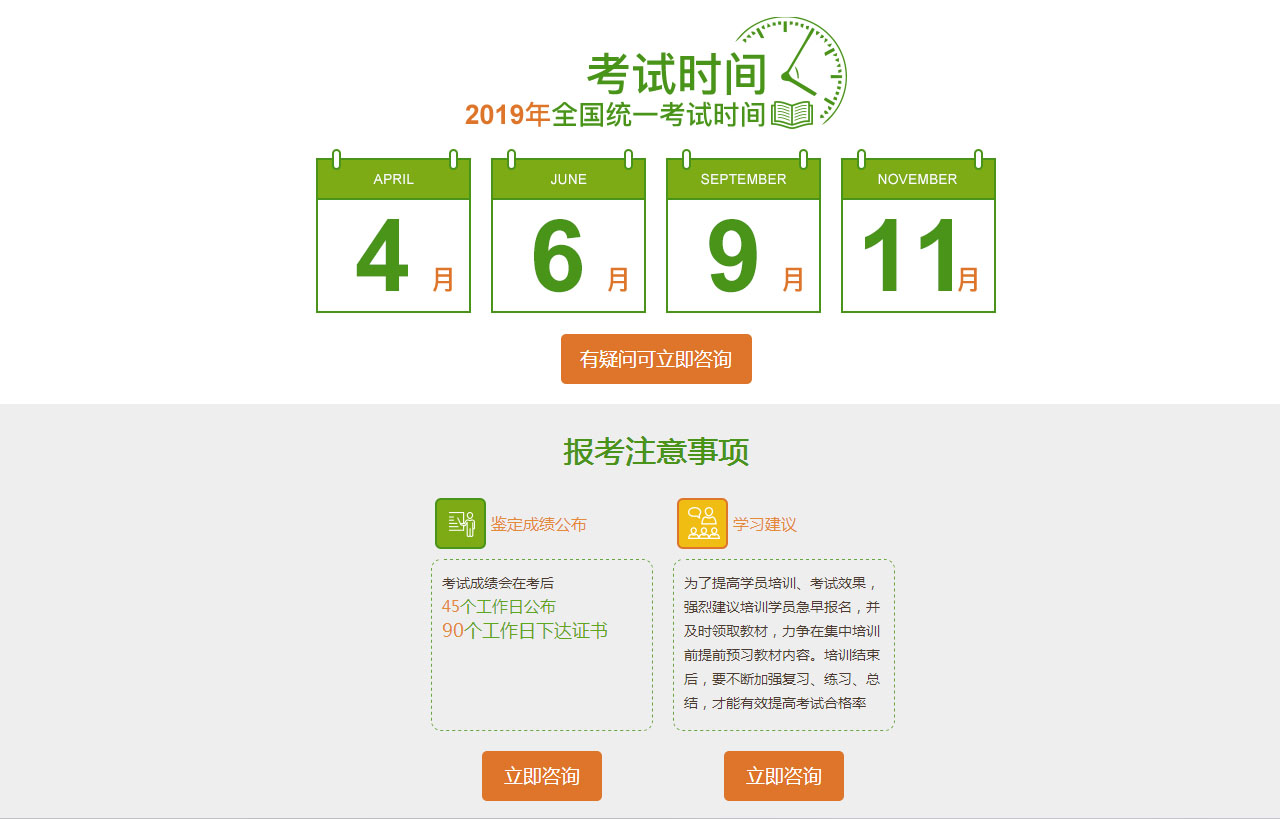 考试时间
2019年全国统一考试时间
APRIL
4月
JUNE
6月
SEPTEMBER
9月
NOVEMBER
11月
有疑问可立即咨询
报考注意事项
鉴定成绩公布
考试成绩会在考后
45个工作日公布
90个工作日下达证书
立即咨询
学习建议
为了提高学员培训、考试效果，
强烈建议培训学员急早报名，并
及时领取教材，力争在集中培训
前提前预习教材内容。培训结束
后，要不断加强复习、练习、总
结，才能有效提高考试合格率
立即咨询